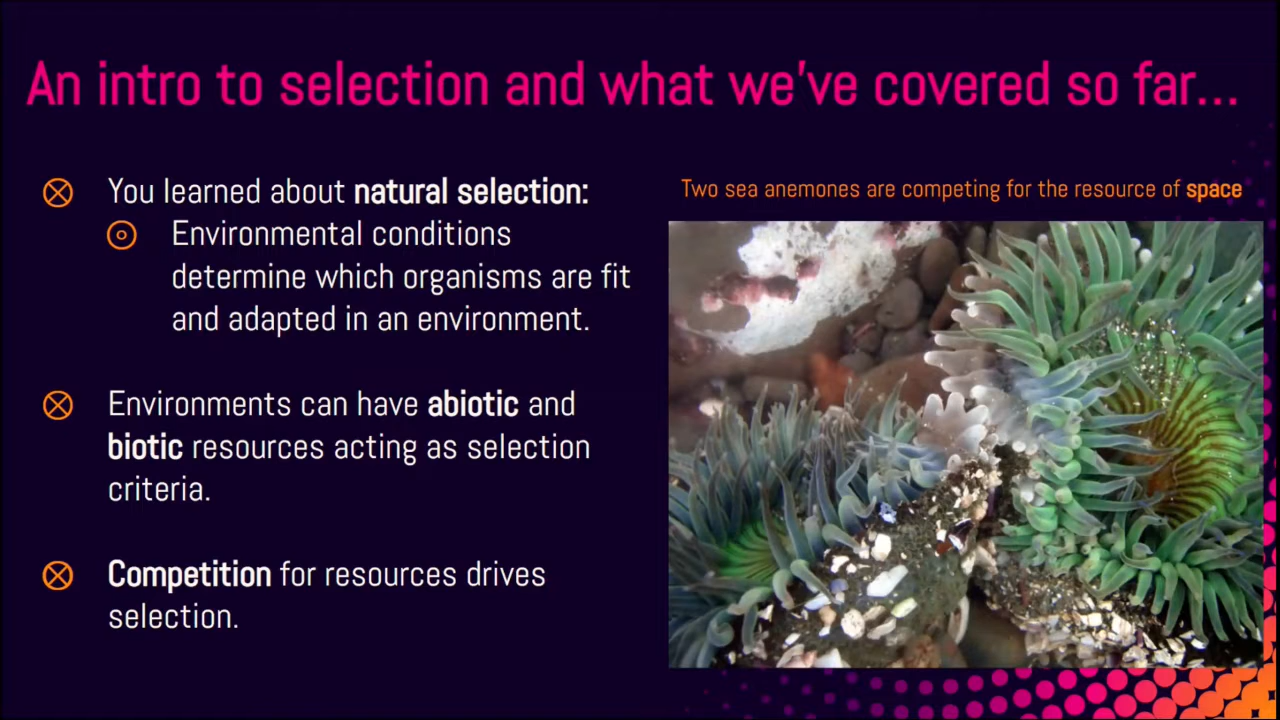 An intro to selection and what we've covered so far...
You learned about natural selection:
Environmental conditions
determine which organisms are fit
and adapted in an environment.
Environments can have abiotic and
biotic resources acting as selection
criteria.
Competition for resources drives
selection.
Two sea anemones are competing for the resource of space